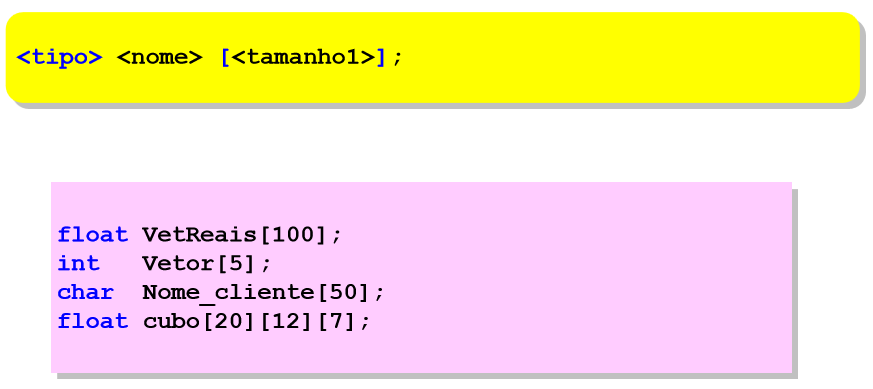 <tipo> <nome> [<tamanho1>];
float VetReais[100];
int   Vetor[5];
char  Nome_cliente[50];
float cubo[20][12][7];